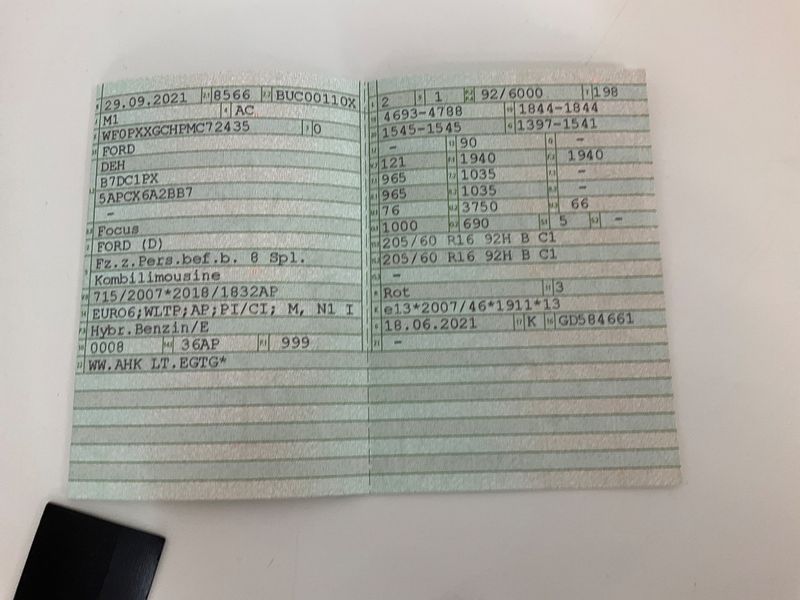 29.09.2021 8566 BUC00110X
M1 AC
WF0PXXGCHPMC72435 0
FORD
DEH
B7DC1PX
5APCX6A2BB7
–
Focus
FORD (D)
Fz.z.Pers.bef.b. 8 Spl.
Kombilimousine
715/2007*2018/1832AP
EURO6;WLTP;AP;PI/CI; M, N1 I
Hybr.Benzin/E
0008 36AP 999
WW.AHK LT.EGTG*
2 1 92/6000 198
4693-4788 1844-1844
1545-1545 1397-1541
– 90 –
121 1940 1940
965 1035 –
965 1035 –
76 3750 66
1000 690 5 –
205/60 R16 92H B C1
205/60 R16 92H B C1
–
Rot 3
e13*2007/46*1911*13
18.06.2021 K GD584661
–